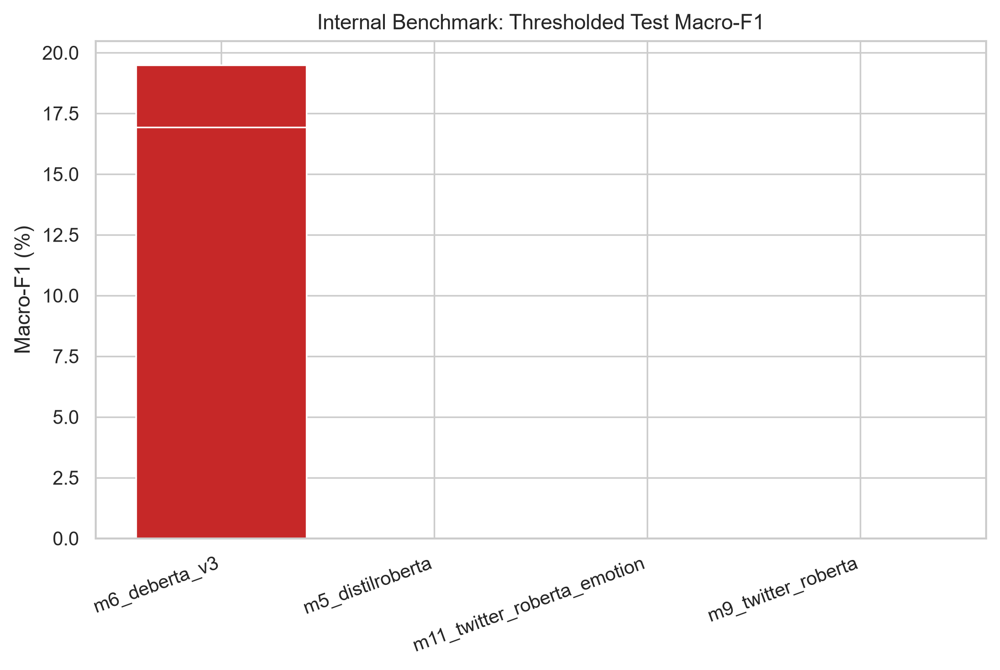 Internal Benchmark: Thresholded Test Macro-F1
20.0
17.5
15.0
12.5
10.0
7.5
5.0
2.5
0.0
Macro-F1 (%)
m6_deberta_v3
m5_distilroberta
m11_twitter_roberta_emotion
m9_twitter_roberta